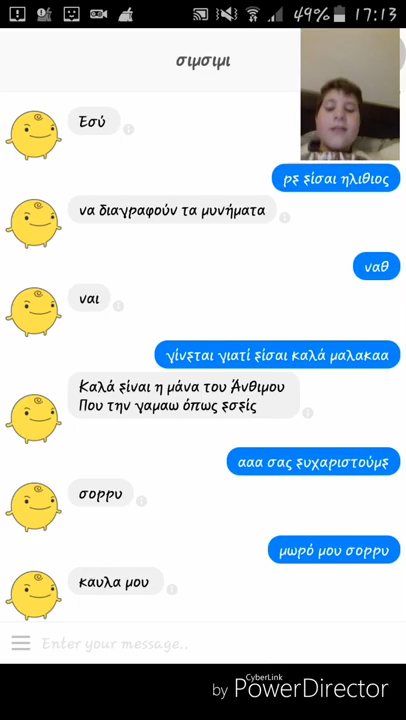 49% 17:13
σιμσιμι
Εσύ
ρε είσαι ηλιθιος
να διαγραφούν τα μυνήματα
ναθ
ναι
γίνεται γιατί είσαι καλά μαλακαα
Καλά είναι η μάνα του Άνθιμου
Που την γαμαω όπως εσείς
ααα σας ευχαριστούμε
σορρυ
μωρό μου σορρυ
καυλα μου
Enter your message..
by CyberLink PowerDirector